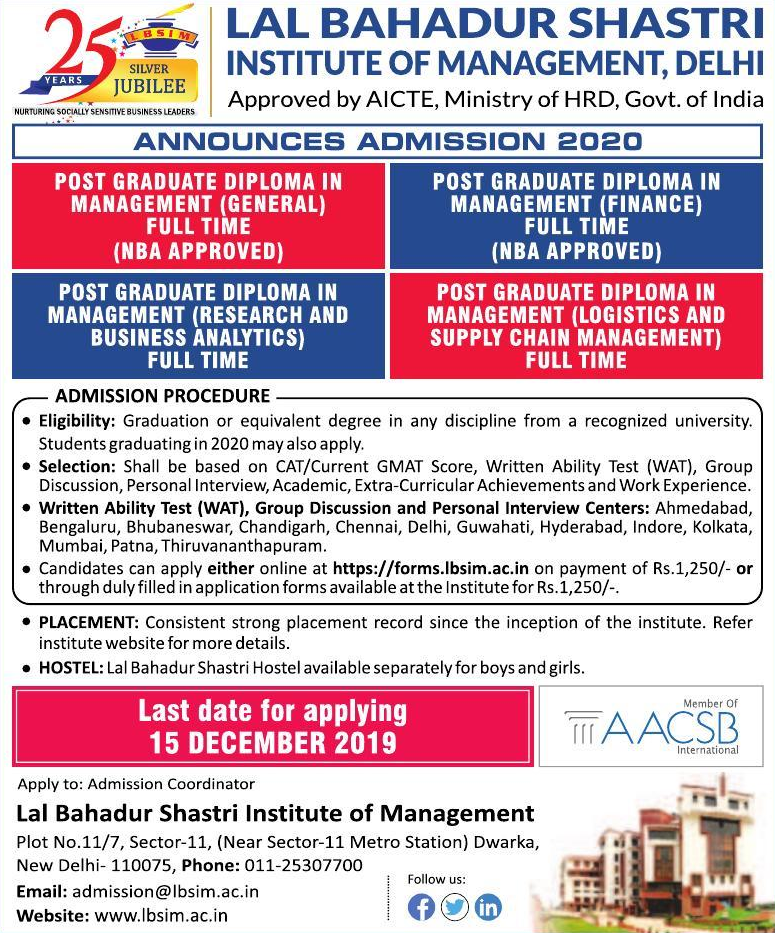 25
YEARS
LBSIM
SILVER
JUBILEE
NURTURING SOCIALLY SENSITIVE BUSINESS LEADERS
LAL BAHADUR SHASTRI
INSTITUTE OF MANAGEMENT, DELHI
Approved by AICTE, Ministry of HRD, Govt. of India
ANNOUNCES ADMISSION 2020
POST GRADUATE DIPLOMA IN
MANAGEMENT (GENERAL)
FULL TIME
(NBA APPROVED)
POST GRADUATE DIPLOMA IN
MANAGEMENT (FINANCE)
FULL TIME
(NBA APPROVED)
POST GRADUATE DIPLOMA IN
MANAGEMENT (RESEARCH AND
BUSINESS ANALYTICS)
FULL TIME
POST GRADUATE DIPLOMA IN
MANAGEMENT (LOGISTICS AND
SUPPLY CHAIN MANAGEMENT)
FULL TIME
ADMISSION PROCEDURE
• Eligibility: Graduation or equivalent degree in any discipline from a recognized university.
Students graduating in 2020 may also apply.
• Selection: Shall be based on CAT/Current GMAT Score, Written Ability Test (WAT), Group
Discussion, Personal Interview, Academic, Extra-Curricular Achievements and Work Experience.
• Written Ability Test (WAT), Group Discussion and Personal Interview Centers: Ahmedabad,
Bengaluru, Bhubaneswar, Chandigarh, Chennai, Delhi, Guwahati, Hyderabad, Indore, Kolkata,
Mumbai, Patna, Thiruvananthapuram.
• Candidates can apply either online at https://forms.lbsim.ac.in on payment of Rs.1,250/- or
through duly filled in application forms available at the Institute for Rs.1,250/-.
• PLACEMENT: Consistent strong placement record since the inception of the institute. Refer
institute website for more details.
• HOSTEL: Lal Bahadur Shastri Hostel available separately for boys and girls.
Last date for applying
15 DECEMBER 2019
Member Of
AACSB
International
Apply to: Admission Coordinator
Lal Bahadur Shastri Institute of Management
Plot No.11/7, Sector-11, (Near Sector-11 Metro Station) Dwarka,
New Delhi- 110075, Phone: 011-25307700
Email: admission@lbsim.ac.in
Website: www.lbsim.ac.in
Follow us: